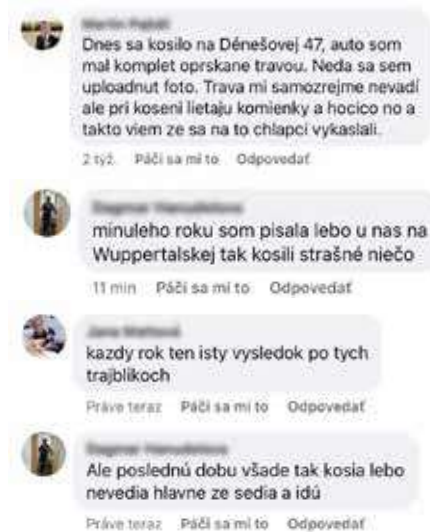 Dnes sa kosilo na Dénešovej 47, auto som
mal komplet oprskane travou. Neda sa sem
uploadnut foto. Trava mi samozrejme nevadí
ale pri koseni lietaju komienky a hocico no a
takto viem ze sa na to chlapci vykaslali.
2 týž. Páči sa mi to Odpovedať
minuleho roku som pisala lebo u nas na
Wuppertalskej tak kosili strašné niečo
11 min Páči sa mi to Odpovedať
kazdy rok ten isty vysledok po tych
trajblikoch
Práve teraz Páči sa mi to Odpovedať
Ale poslednú dobu všade tak kosia lebo
nevedia hlavne ze sedia a idú
Práve teraz Páči sa mi to Odpovedať